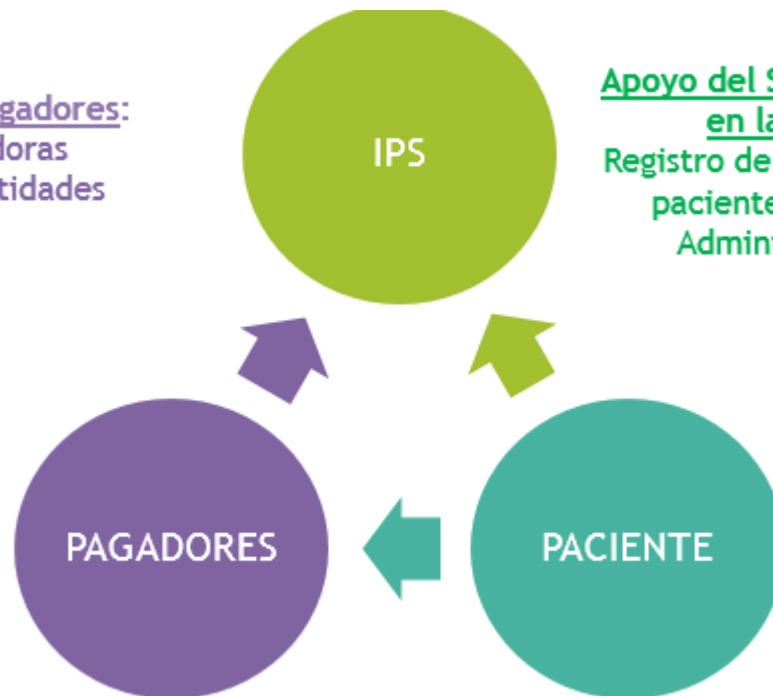 gadores:
doras
tidades
IPS
Apoyo del S
en la
Registro de
paciente
Admin
PAGADORES
PACIENTE